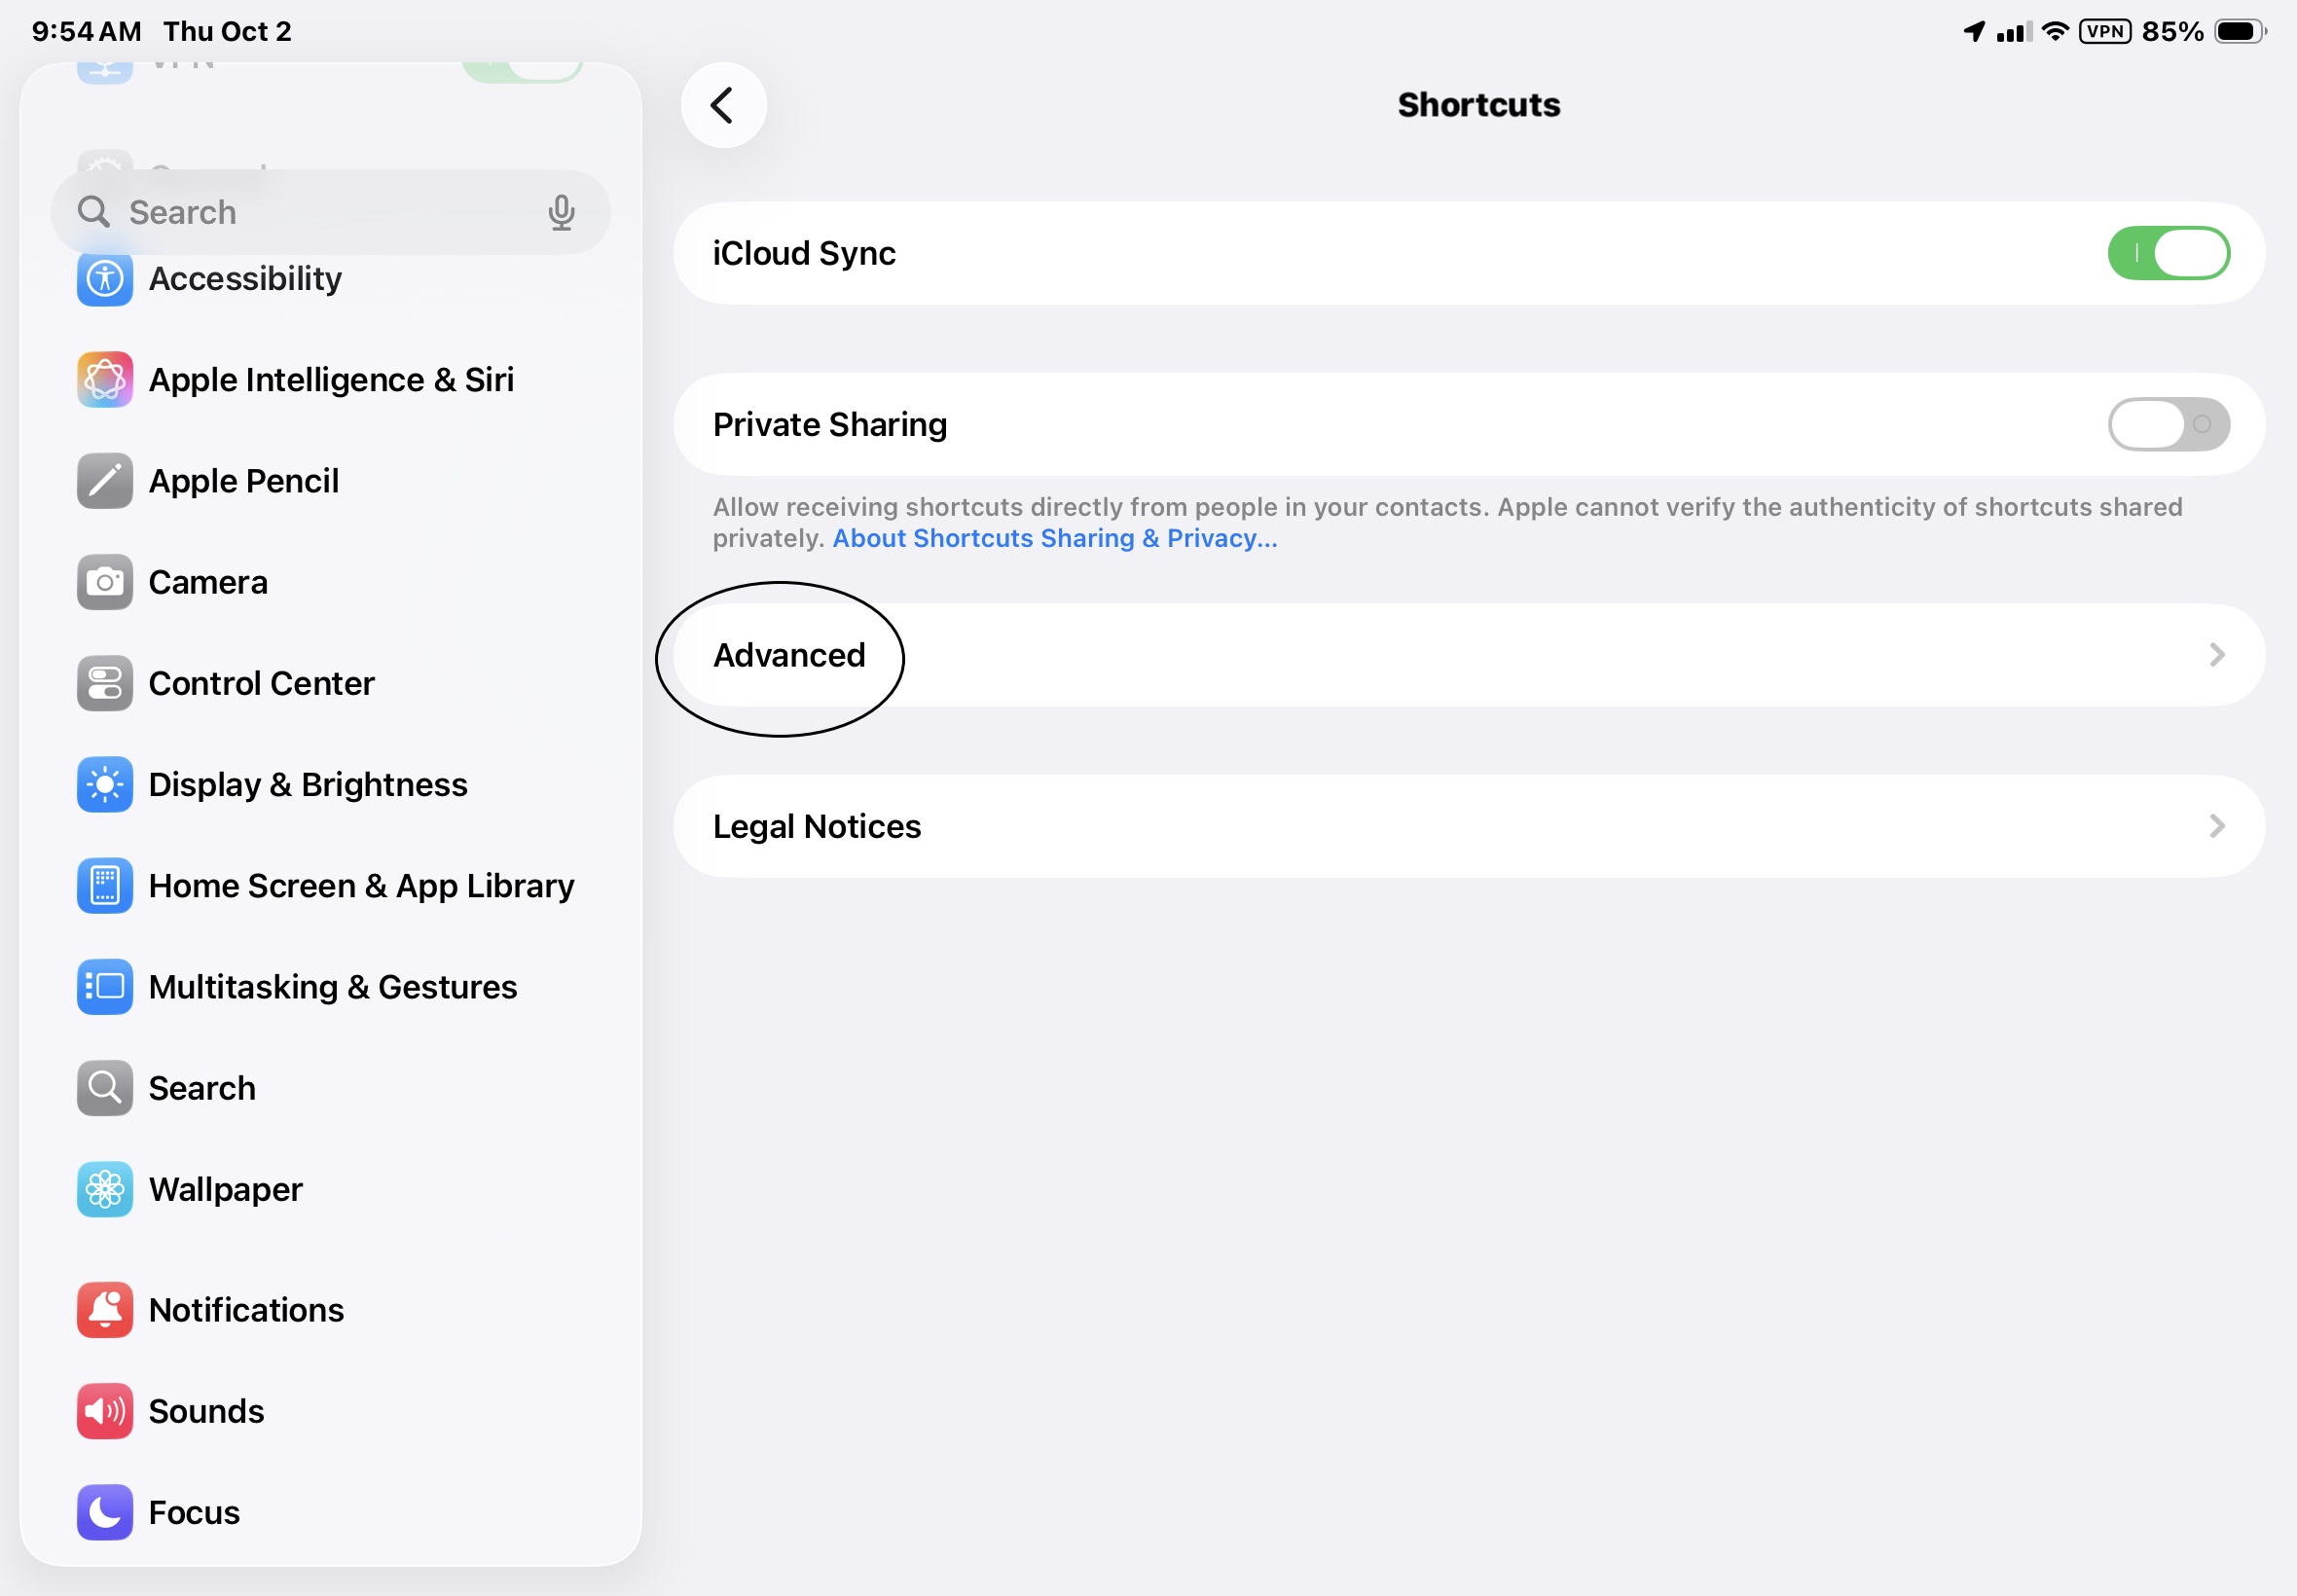 9:54 AM Thu Oct 2
VPN 85%
VPN
Search
Accessibility
Apple Intelligence & Siri
Apple Pencil
Camera
Control Center
Display & Brightness
Home Screen & App Library
Multitasking & Gestures
Search
Wallpaper
Notifications
Sounds
Focus
Shortcuts
iCloud Sync
Private Sharing
Allow receiving shortcuts directly from people in your contacts. Apple cannot verify the authenticity of shortcuts shared
privately. About Shortcuts Sharing & Privacy...
Advanced
Legal Notices